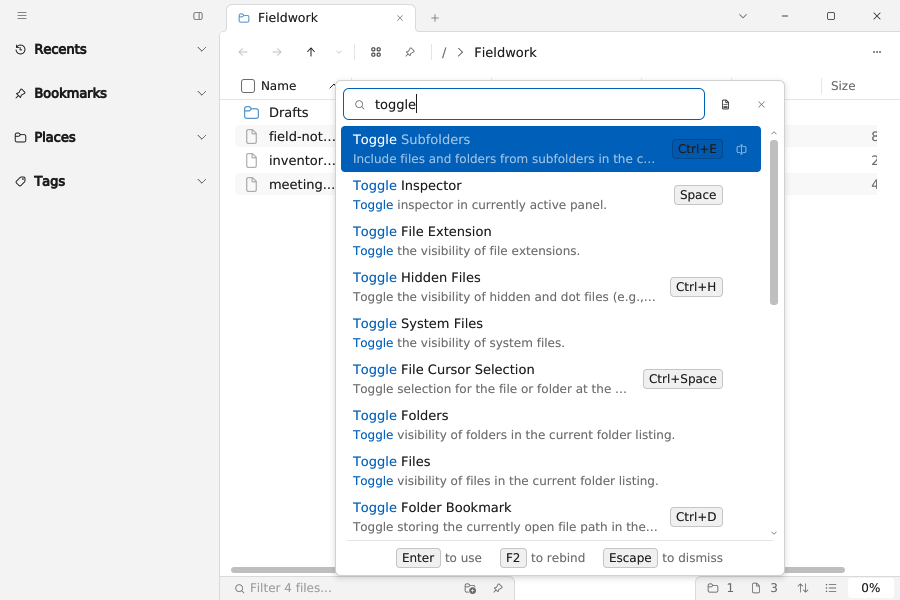 Fieldwork
Recents
Bookmarks
Places
Tags
/ > Fieldwork
Name
Size
Drafts
field-not...
8
inventor...
2
meeting...
4
toggle
Toggle Subfolders
Include files and folders from subfolders in the c...
Ctrl+E
Toggle Inspector
Toggle inspector in currently active panel.
Space
Toggle File Extension
Toggle the visibility of file extensions.
Toggle Hidden Files
Toggle the visibility of hidden and dot files (e.g.,...
Ctrl+H
Toggle System Files
Toggle the visibility of system files.
Toggle File Cursor Selection
Toggle selection for the file or folder at the ...
Ctrl+Space
Toggle Folders
Toggle visibility of folders in the current folder listing.
Toggle Files
Toggle visibility of files in the current folder listing.
Toggle Folder Bookmark
Toggle storing the currently open file path in the...
Ctrl+D
Enter to use F2 to rebind Escape to dismiss
Filter 4 files...
1 3 0%